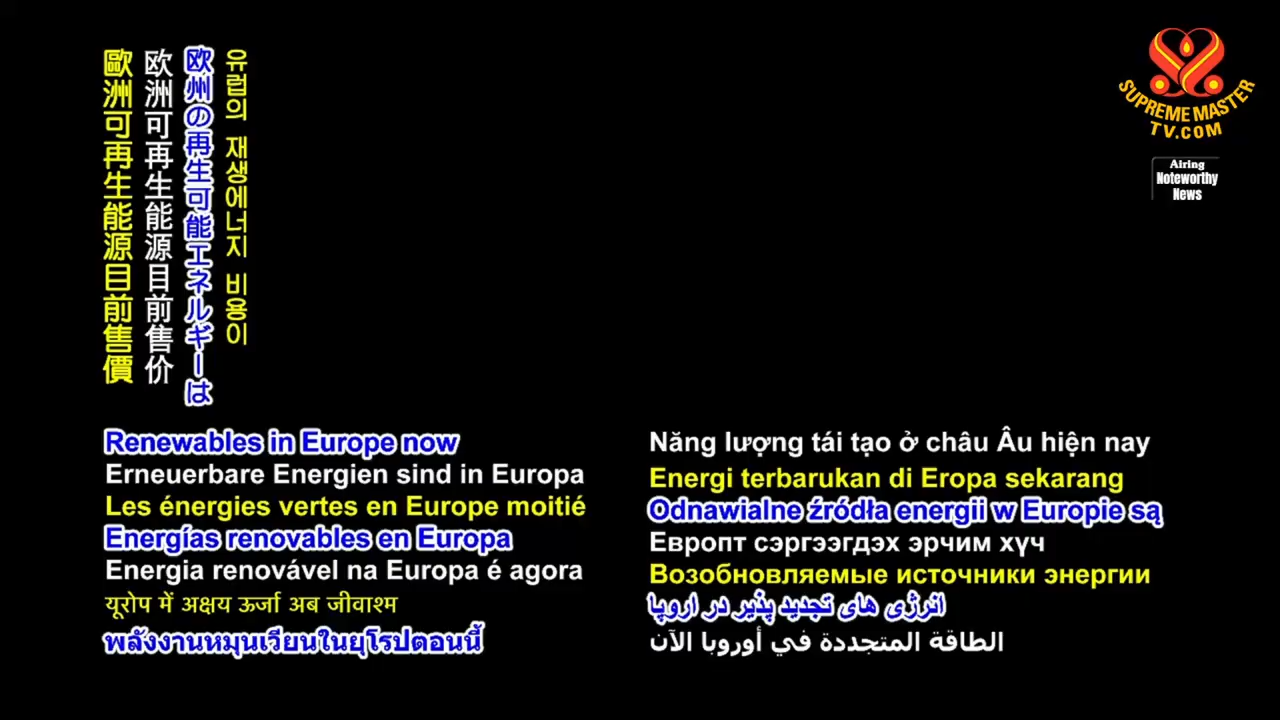 歐洲可再生能源目前售價
欧洲可再生能源目前售价
欧州の再生可能エネルギーは
유럽의 재생에너지 비용이
SUPREME MASTER
TV.COM
Airing
Noteworthy
News
Renewables in Europe now
Erneuerbare Energien sind in Europa
Les énergies vertes en Europe moitié
Energías renovables en Europa
Energia renovável na Europa é agora
यूरोप में अक्षय ऊर्जा अब जीवाश्म
พลังงานหมุนเวียนในยุโรปตอนนี้
Năng lượng tái tạo ở châu Âu hiện nay
Energi terbarukan di Eropa sekarang
Odnawialne źródła energii w Europie są
Европт сэргээгдэх эрчим хүч
Возобновляемые источники энергии
انرژی های تجدید پذیر در اروپا
الطاقة المتجددة في أوروبا الآن